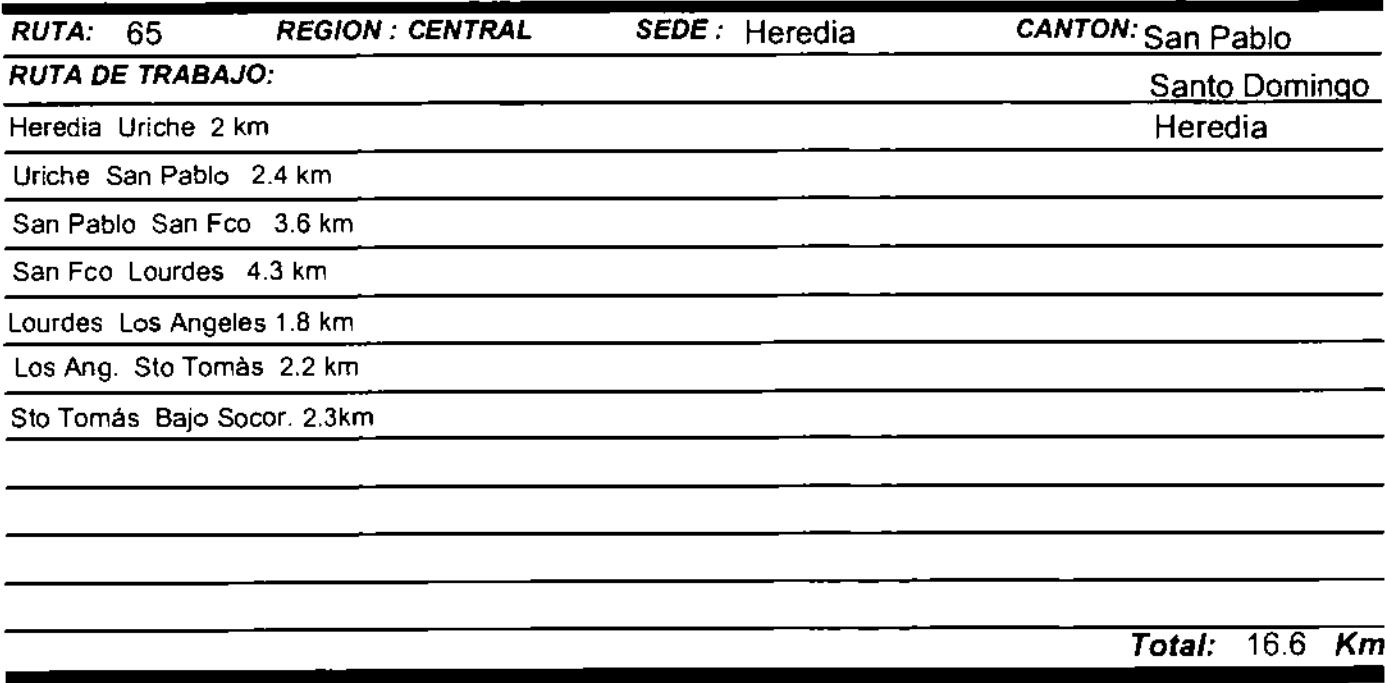 RUTA: 65 REGION : CENTRAL SEDE : Heredia CANTON: San Pablo
RUTA DE TRABAJO: Santo Domingo
Heredia Uriche 2 km Heredia
Uriche San Pablo 2.4 km
San Pablo San Fco 3.6 km
San Fco Lourdes 4.3 km
Lourdes Los Angeles 1.8 km
Los Ang. Sto Tomàs 2.2 km
Sto Tomás Bajo Socor. 2.3km
Total: 16.6 Km